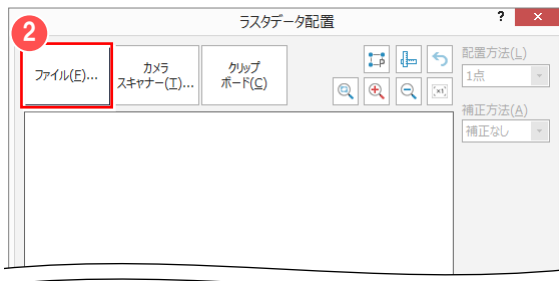 ラスタデータ配置
?
×
2
ファイル(F)...
カメラ
スキャナー(I)...
クリップ
ボード(C)
P
×1
配置方法(L)
1点
補正方法(A)
補正なし